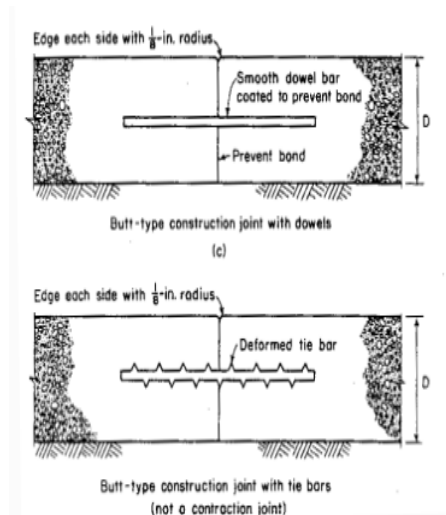 Edge each side with 1/8-in. radius
Smooth dowel bar
coated to prevent bond
D
Prevent bond
Butt-type construction joint with dowels
(c)
Edge each side with 1/8-in. radius
Deformed tie bar
D
Butt-type construction joint with tie bars
(not a contraction joint)